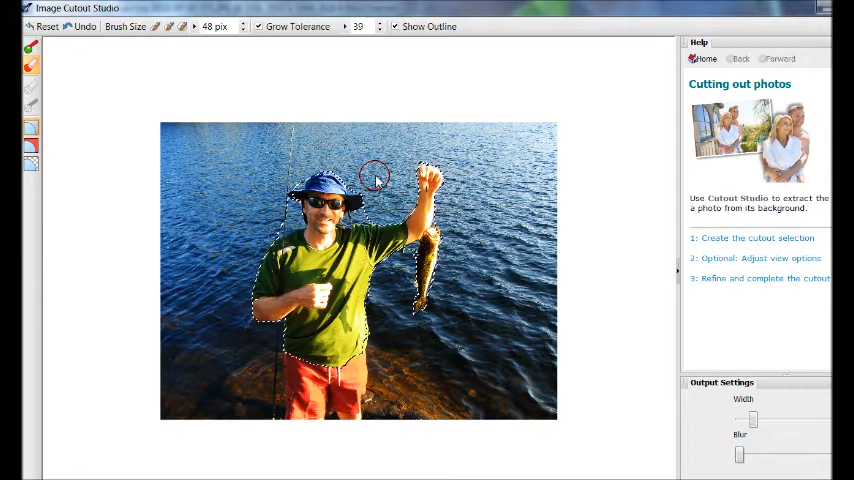 Image Cutout Studio
Reset Undo Brush Size 48 pix Grow Tolerance 39 Show Outline
Help
Home Back Forward
Cutting out photos
Use Cutout Studio to extract the
a photo from its background.
1: Create the cutout selection
2: Optional: Adjust view options
3: Refine and complete the cutout
Output Settings
Width
Blur